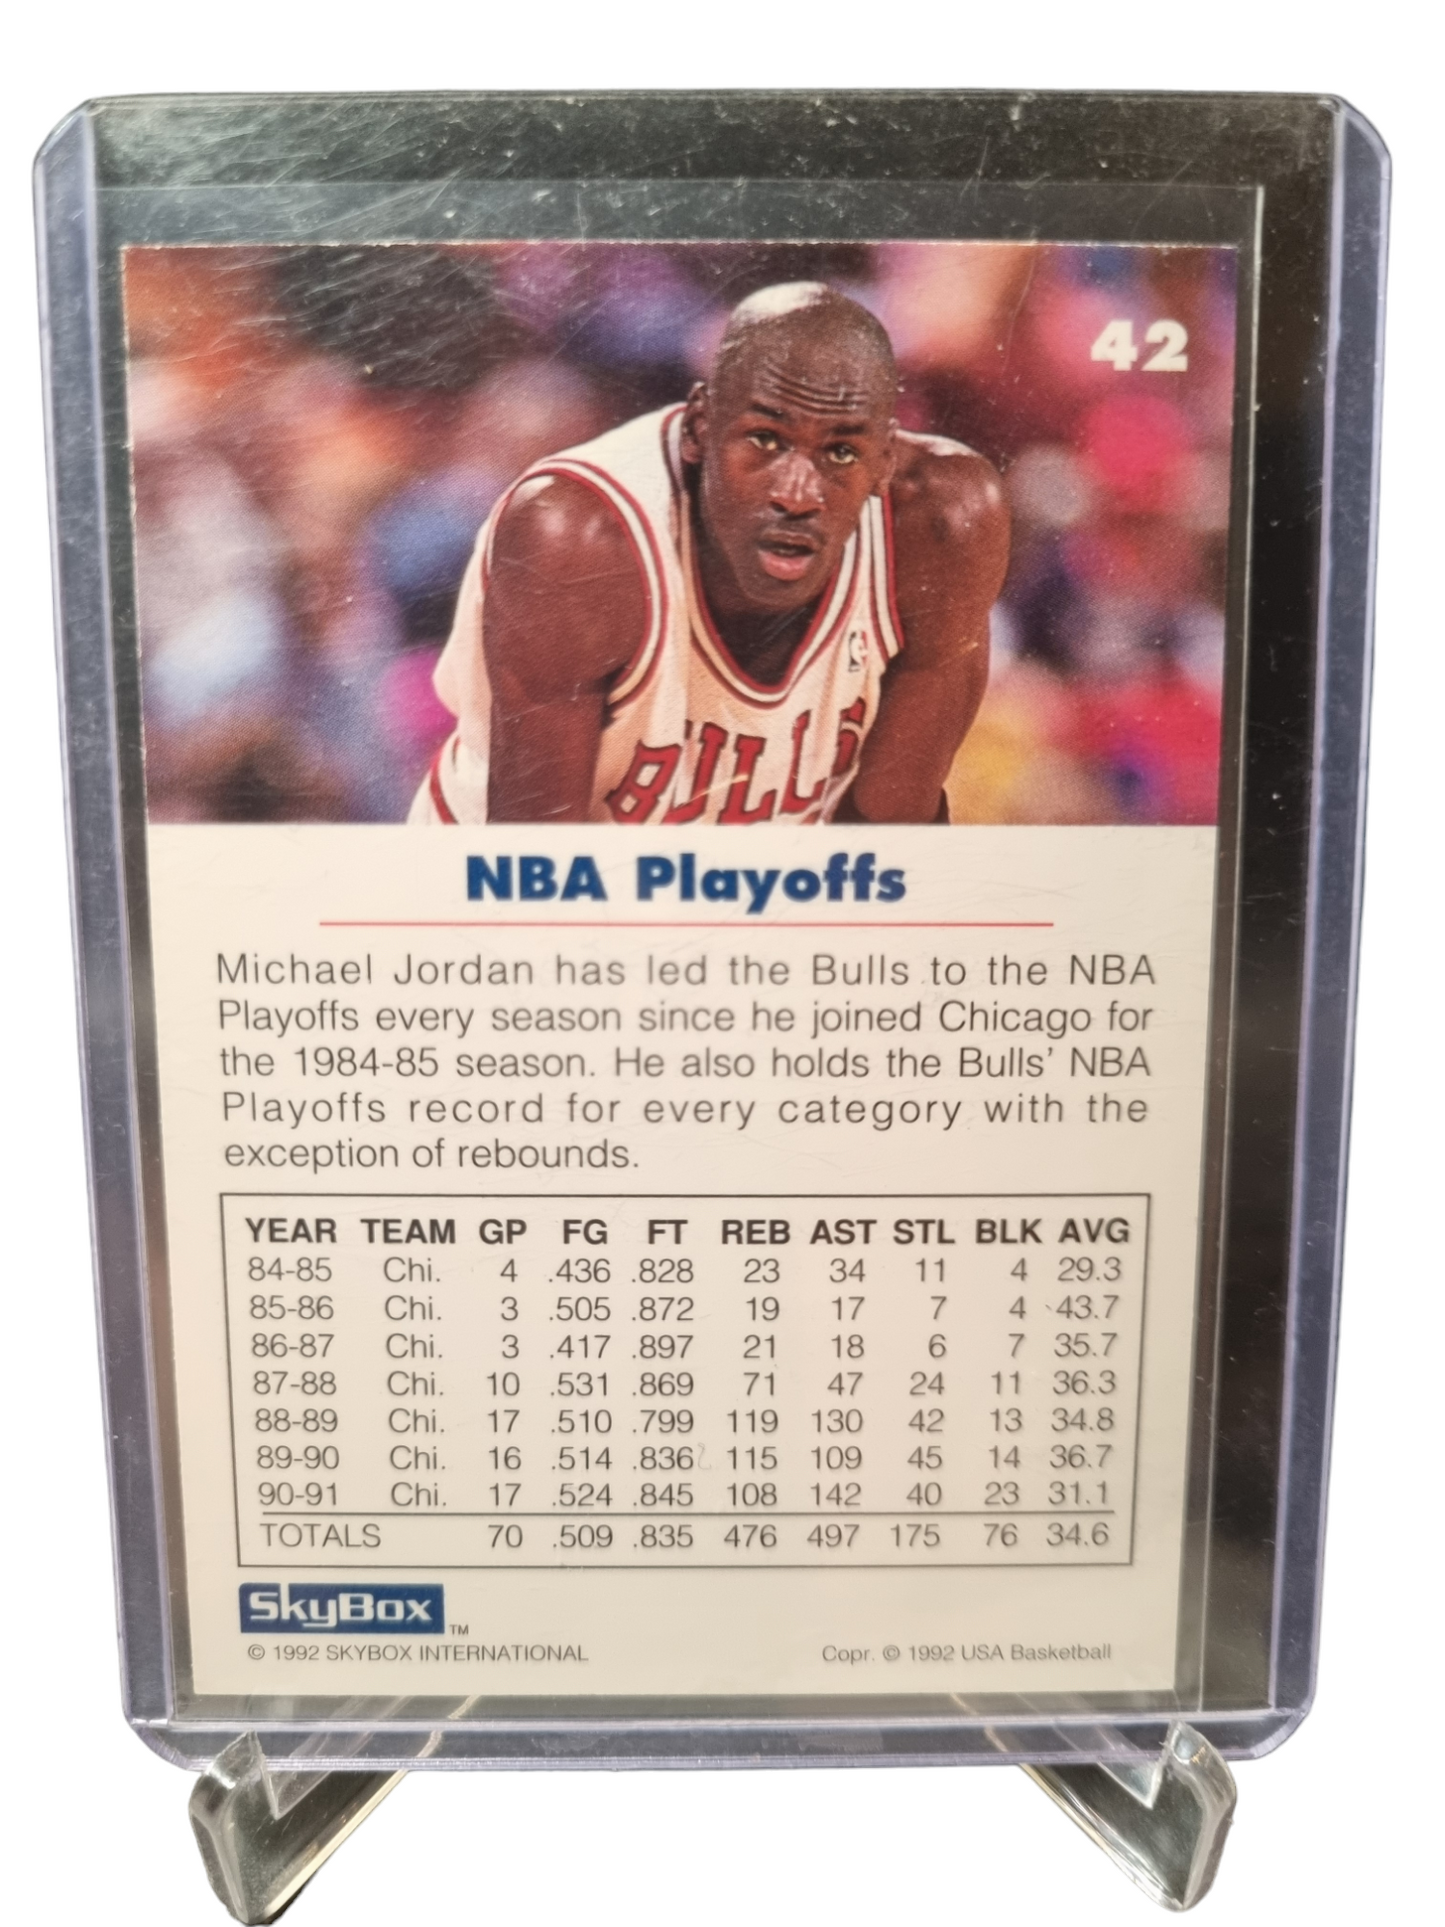 42
BULLS
NBA Playoffs
Michael Jordan has led the Bulls to the NBA
Playoffs every season since he joined Chicago for
the 1984-85 season. He also holds the Bulls' NBA
Playoffs record for every category with the
exception of rebounds.
YEAR TEAM GP FG FT REB AST STL BLK AVG
84-85 Chi. 4 .436 .828 23 34 11 4 29.3
85-86 Chi. 3 .505 .872 19 17 7 4 43.7
86-87 Chi. 3 .417 .897 21 18 6 7 35.7
87-88 Chi. 10 .531 .869 71 47 24 11 36.3
88-89 Chi. 17 .510 .799 119 130 42 13 34.8
89-90 Chi. 16 .514 .836 115 109 45 14 36.7
90-91 Chi. 17 .524 .845 108 142 40 23 31.1
TOTALS 70 .509 .835 476 497 175 76 34.6
SkyBox TM
© 1992 SKYBOX INTERNATIONAL Copr. © 1992 USA Basketball